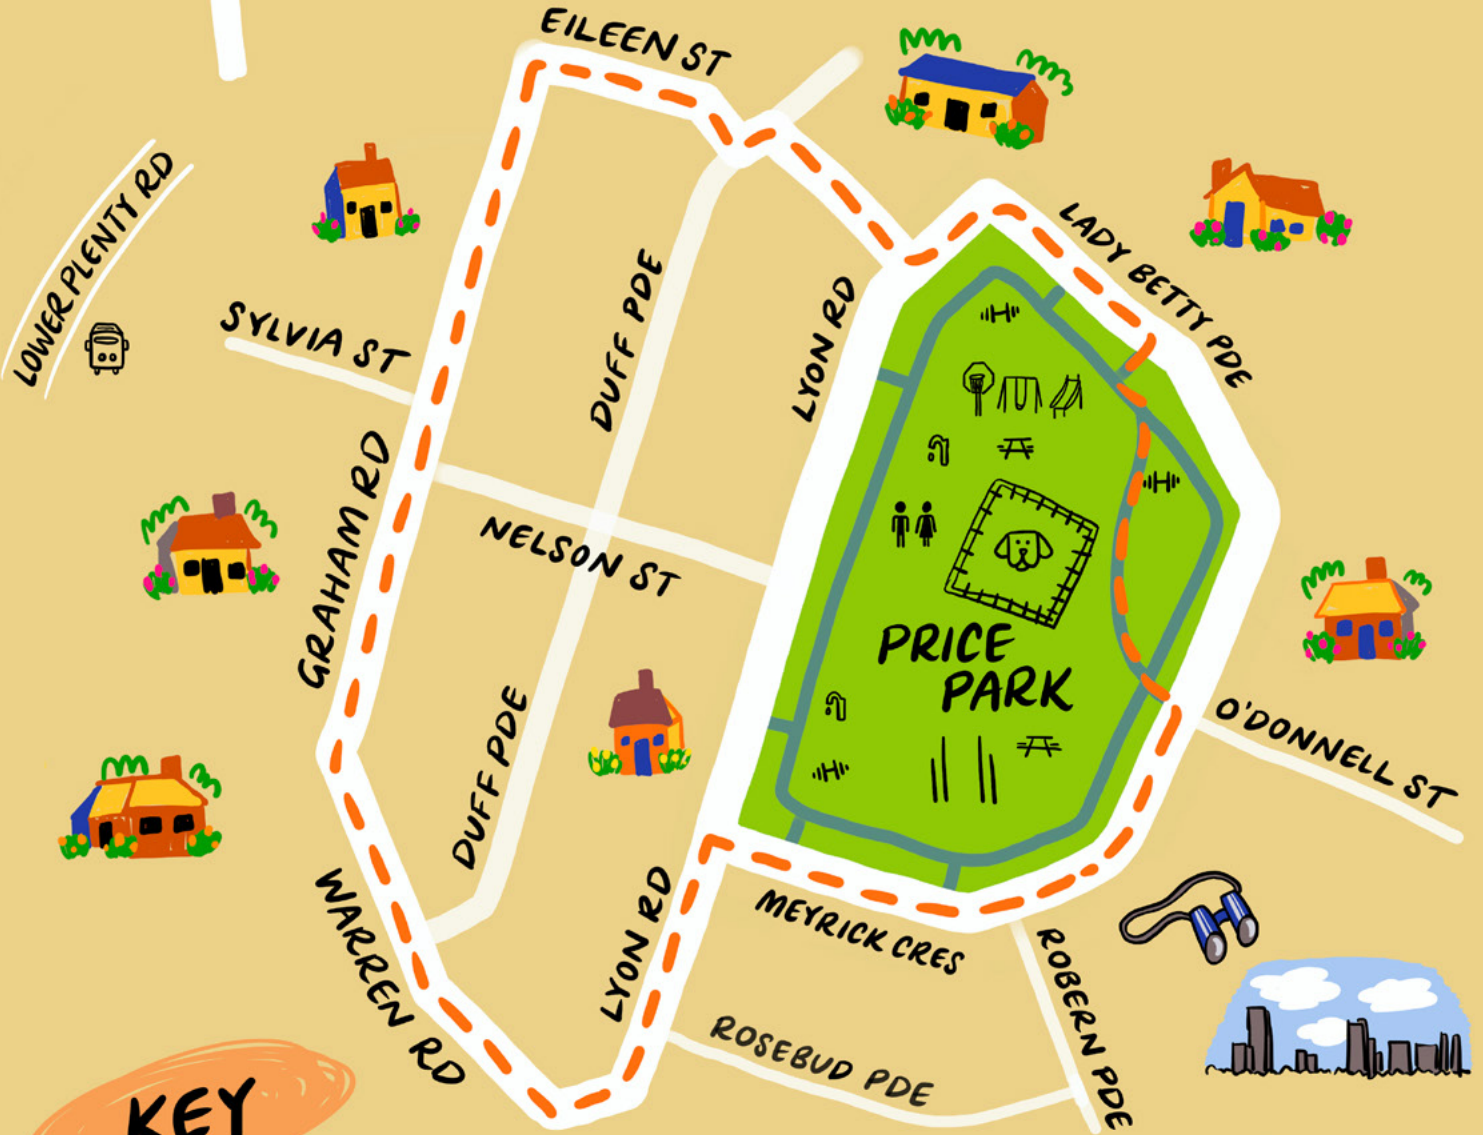 EILEEN ST
LOWER PLENTY RD
LADY BETTY PDE
SYLVIA ST
DUFF PDE
LYON RD
GRAHAM RD
NELSON ST
PRICE
PARK
DUFF PDE
O'DONNELL ST
WARREN RD
LYON RD
MEYRICK CRES
ROBERN PDE
ROSEBUD PDE
KEY